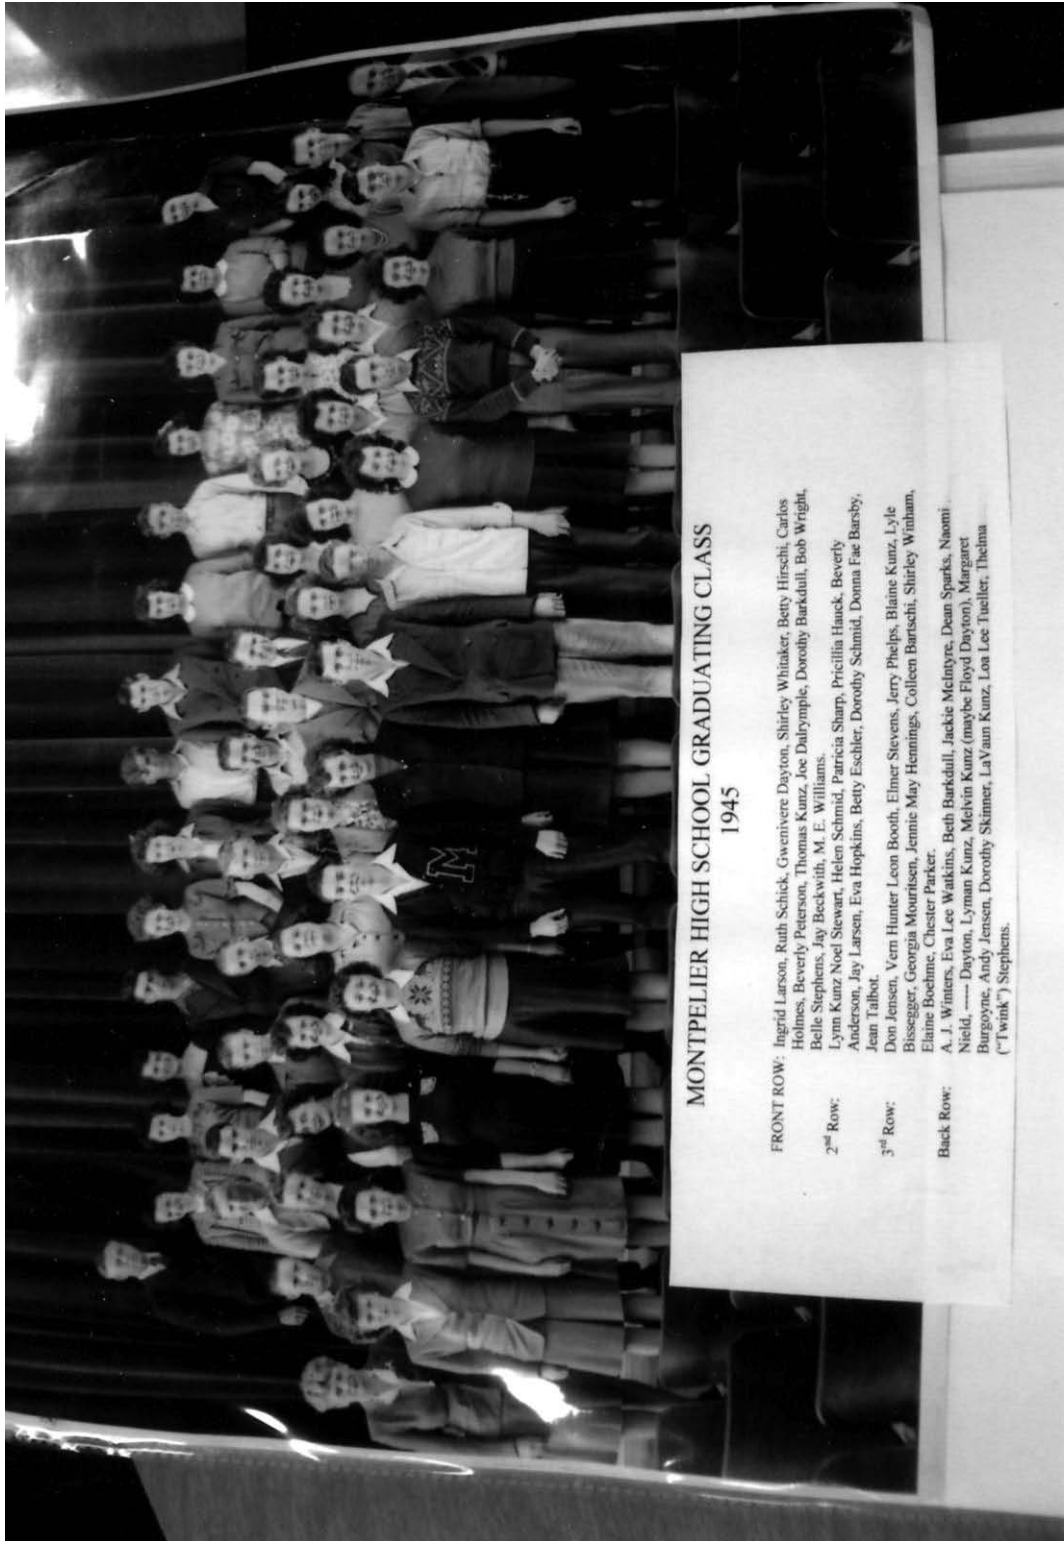 M
MONTPELIER HIGH SCHOOL GRADUATING CLASS
1945
FRONT ROW: Ingrid Larson, Ruth Schick, Gwenivere Dayton, Shirley Whitaker, Betty Hirschi, Carlos
Holmes, Beverly Peterson, Thomas Kunz, Joe Dalrymple, Dorothy Barkdull, Bob Wright,
Belle Stephens, Jay Beckwith, M. E. Williams.
2nd Row: Lynn Kunz Noel Stewart, Helen Schmid, Patricia Sharp, Pricillia Hauck, Beverly
Anderson, Jay Larsen, Eva Hopkins, Betty Eschler, Dorothy Schmid, Donna Fae Barsby,
Jean Talbot.
3rd Row: Don Jensen, Vern Hunter Leon Booth, Elmer Stevens, Jerry Phelps, Blaine Kunz, Lyle
Bissegger, Georgia Mouritsen, Jennie May Hennings, Colleen Bartschi, Shirley Winham,
Elaine Boehme, Chester Parker.
Back Row: A. J. Winters, Eva Lee Watkins, Beth Barkdull, Jackie McIntyre, Dean Sparks, Naomi
Nield, ---- Dayton, Lyman Kunz, Melvin Kunz (maybe Floyd Dayton), Margaret
Burgoyne, Andy Jensen, Dorothy Skinner, LaVaun Kunz, Loa Lee Tueller, Thelma
("Twink") Stephens.